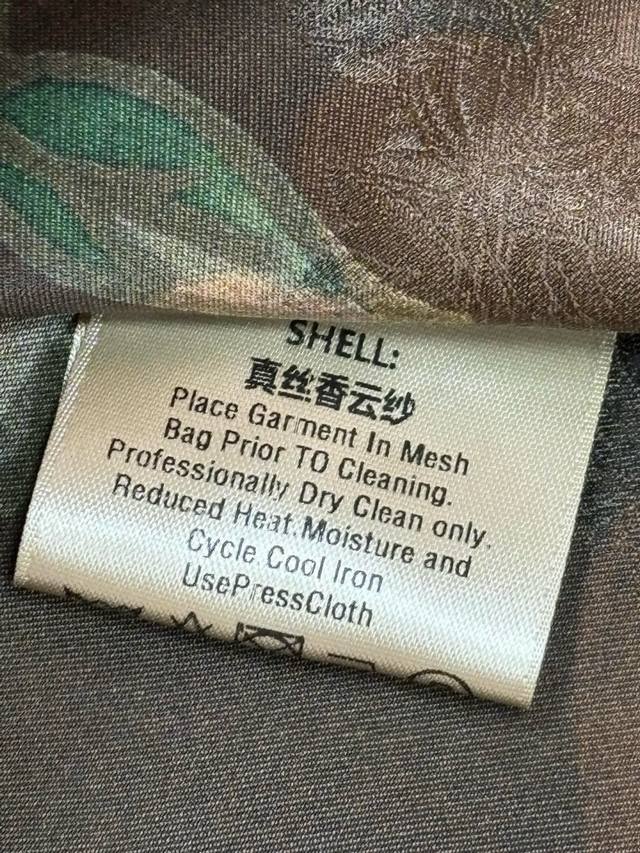 SHELL:
真丝香云纱
Place Garment In Mesh
Bag Prior TO Cleaning.
Professionally Dry Clean only.
Reduced Heat.Moisture and
Cycle Cool Iron
UsePressCloth